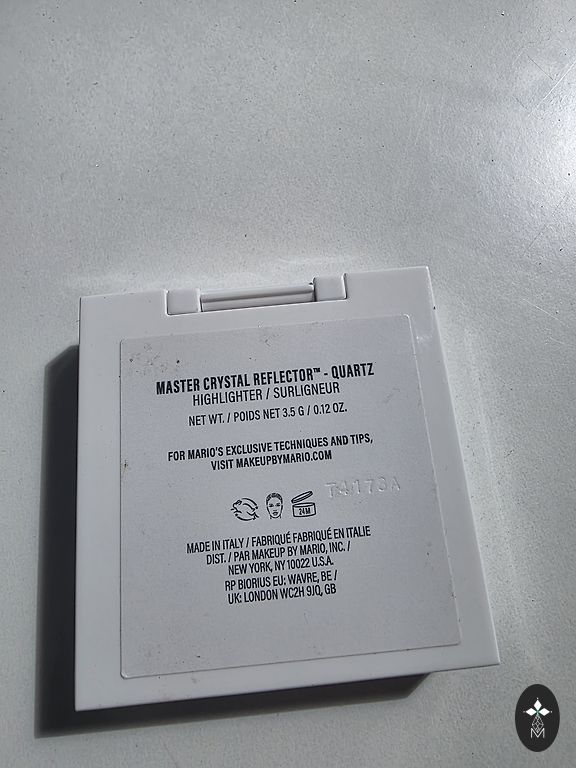 MASTER CRYSTAL REFLECTOR™ - QUARTZ
HIGHLIGHTER / SURLIGNEUR
NET WT. / POIDS NET 3.5 G / 0.12 OZ.
FOR MARIO'S EXCLUSIVE TECHNIQUES AND TIPS,
VISIT MAKEUPBYMARIO.COM
T4173A
24M
MADE IN ITALY / FABRIQUÉ FABRIQUÉ EN ITALIE
DIST. / PAR MAKEUP BY MARIO, INC. /
NEW YORK, NY 10022 U.S.A.
RP BIORIUS EU: WAVRE, BE /
UK: LONDON WC2H 9JQ, GB
M